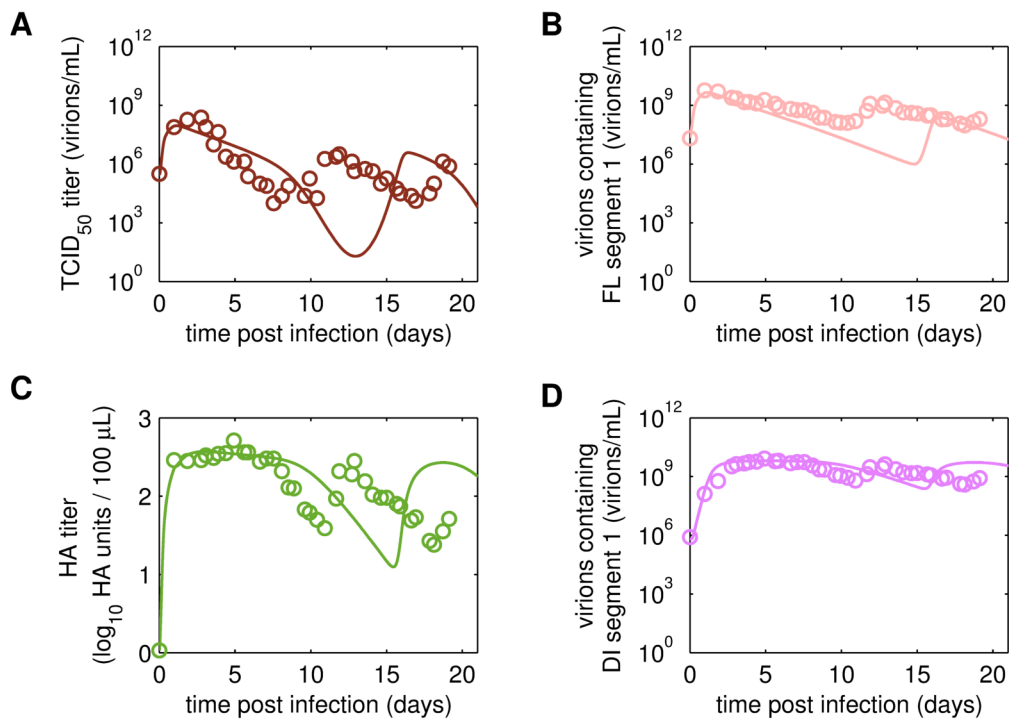 A
TCID50 titer (virions/mL)
10^12
10^9
10^6
10^3
10^0
0 5 10 15 20
time post infection (days)
B
virions containing
FL segment 1 (virions/mL)
10^12
10^9
10^6
10^3
10^0
0 5 10 15 20
time post infection (days)
C
HA titer
(log10 HA units / 100 μL)
3
2
1
0
0 5 10 15 20
time post infection (days)
D
virions containing
DI segment 1 (virions/mL)
10^12
10^9
10^6
10^3
10^0
0 5 10 15 20
time post infection (days)